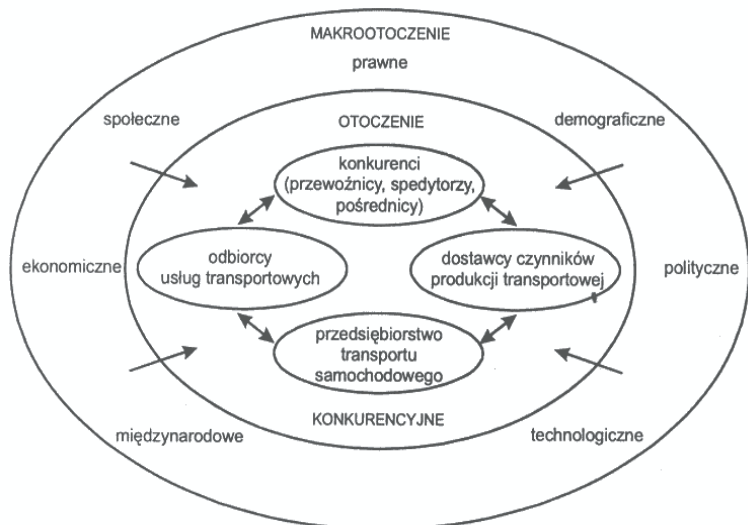 MAKROOTOCZENIE
prawne
społeczne
demograficzne
OTOCZENIE
konkurenci
(przewoźnicy, spedytorzy,
pośrednicy)
ekonomiczne
odbiorcy
usług transportowych
dostawcy czynników
produkcji transportowej
polityczne
przedsiębiorstwo
transportu
samochodowego
KONKURENCYJNE
międzynarodowe
technologiczne